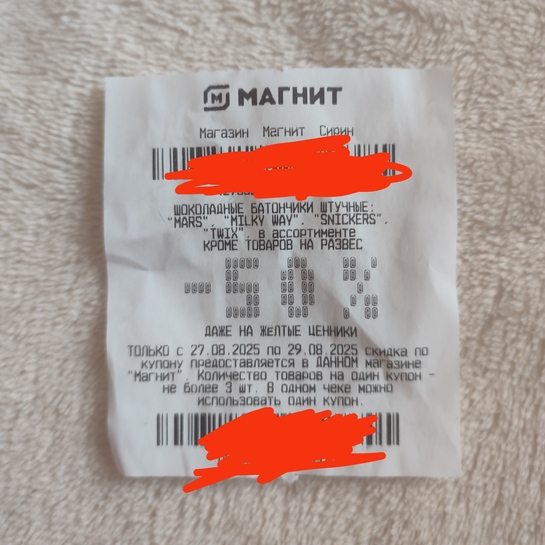 МАГНИТ
Магазин Магнит Сирин
ШОКОЛАДНЫЕ БАТОНЧИКИ ШТУЧНЫЕ:
"MARS", "MILKY WAY", "SNICKERS",
"TWIX", в ассортименте
КРОМЕ ТОВАРОВ НА РАЗВЕС
-50%
ДАЖЕ НА ЖЕЛТЫЕ ЦЕННИКИ
ТОЛЬКО с 27.08.2025 по 29.08.2025 скидка по
купону предоставляется в ДАННОМ магазине
"Магнит". Количество товаров на один купон -
не более 3 шт. В одном чеке можно
использовать один купон.